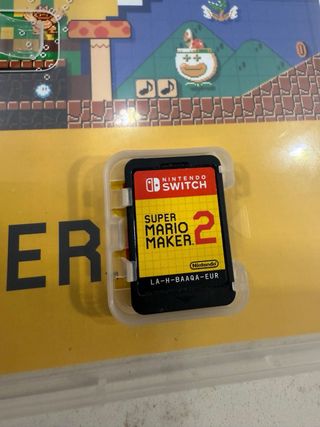 NINTENDO
SWITCH
SUPER
MARIO
MAKER 2
Nintendo
LA-H-BAAQA-EUR
ER